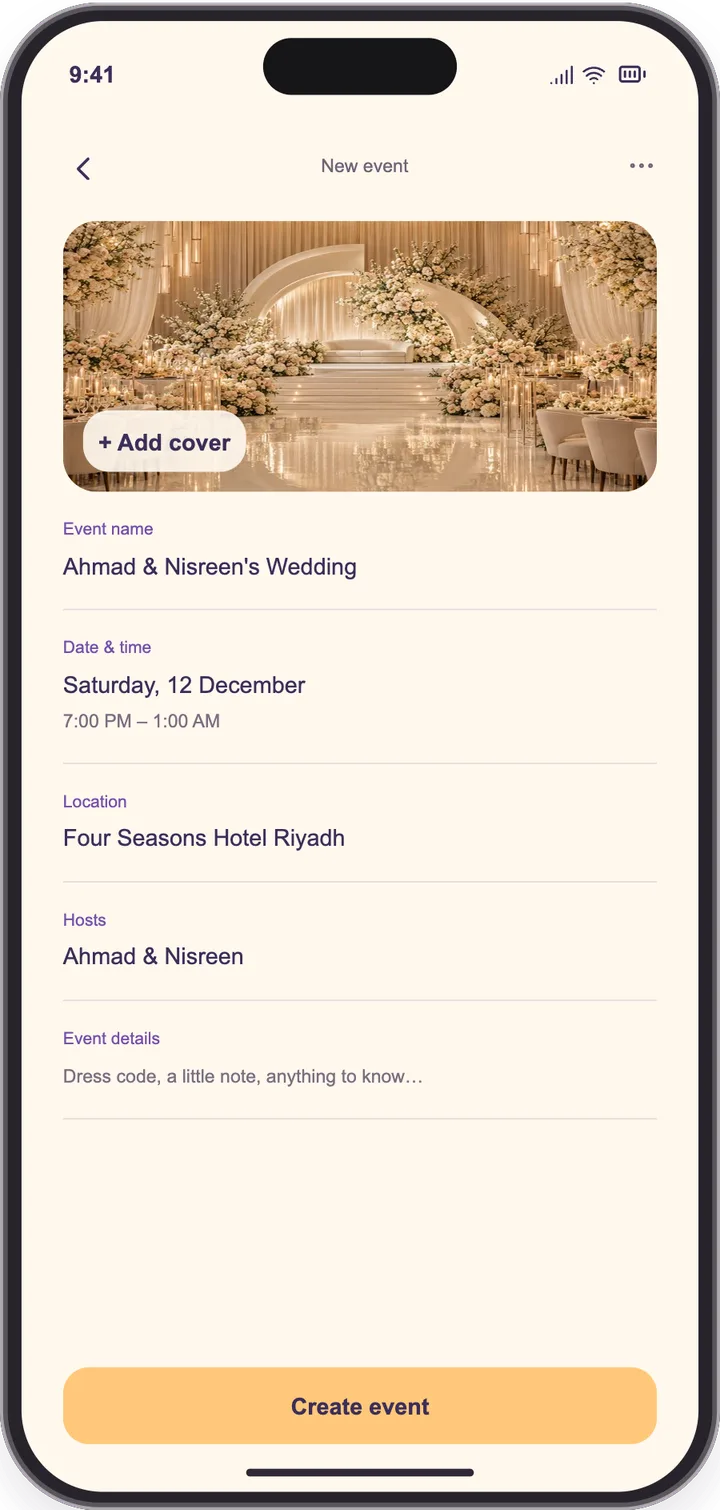 9:41
New event
+ Add cover
Event name
Ahmad & Nisreen's Wedding
Date & time
Saturday, 12 December
7:00 PM – 1:00 AM
Location
Four Seasons Hotel Riyadh
Hosts
Ahmad & Nisreen
Event details
Dress code, a little note, anything to know…
Create event